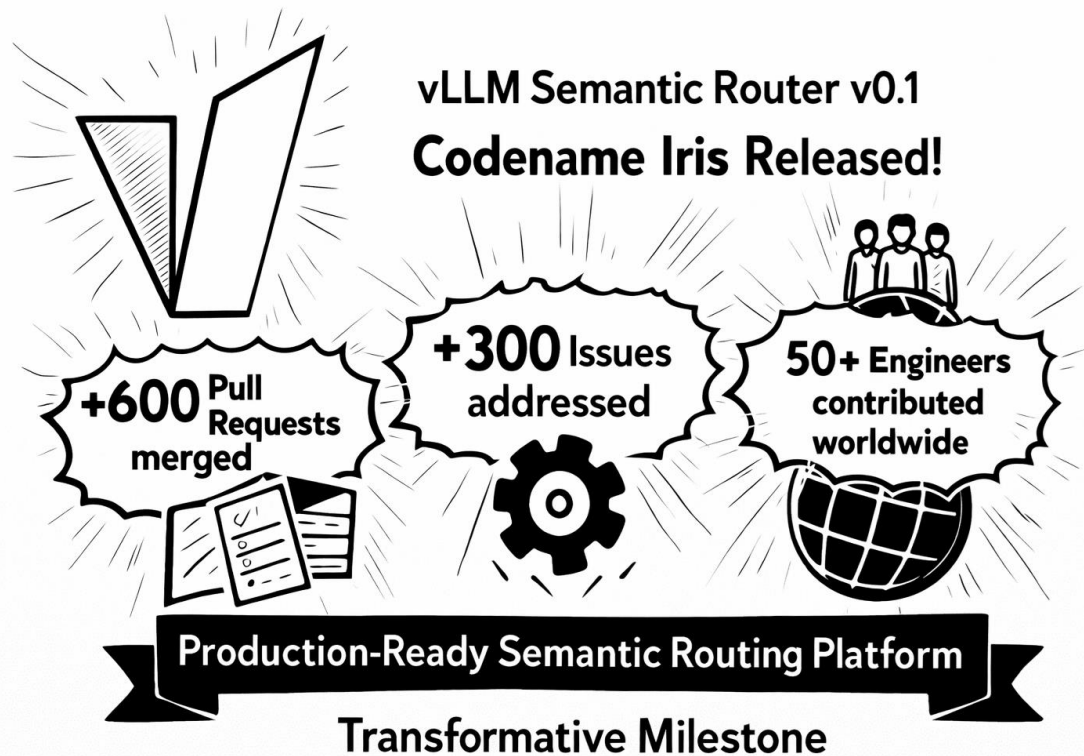 vLLM Semantic Router v0.1
Codename Iris Released!
+600 Pull
Requests
merged
+300 Issues
addressed
50+ Engineers
contributed
worldwide
Production-Ready Semantic Routing Platform
Transformative Milestone